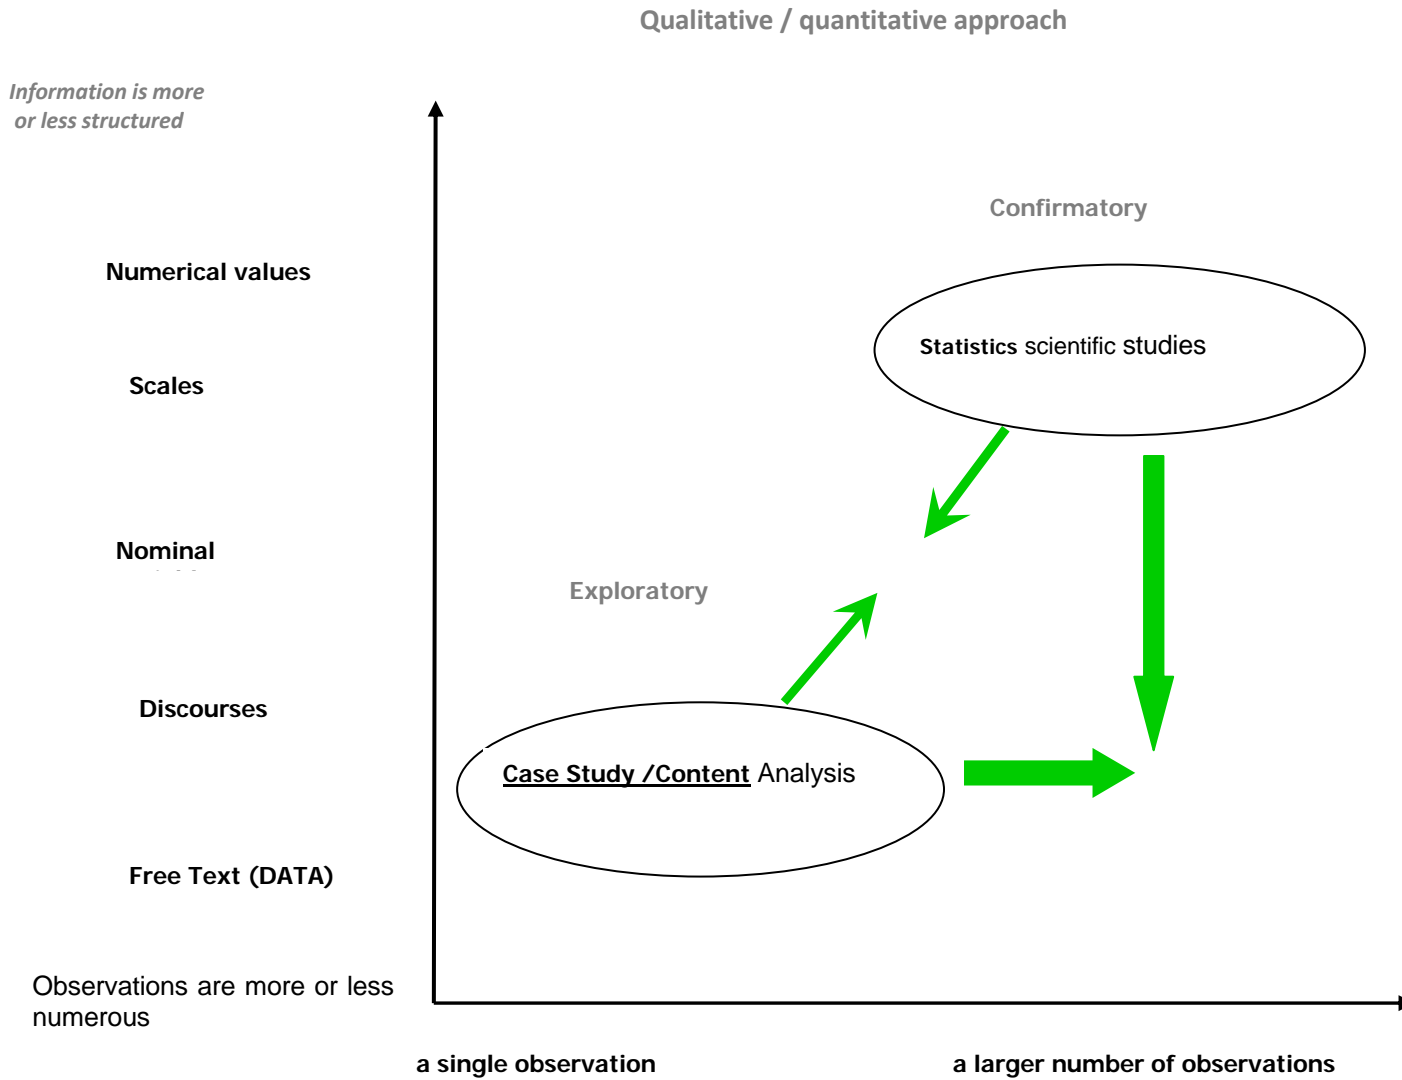 Qualitative / quantitative approach
Information is more
or less structured
Confirmatory
Numerical values
Statistics scientific studies
Scales
Nominal
Exploratory
Discourses
Case Study /Content Analysis
Free Text (DATA)
Observations are more or less
numerous
a single observation
a larger number of observations